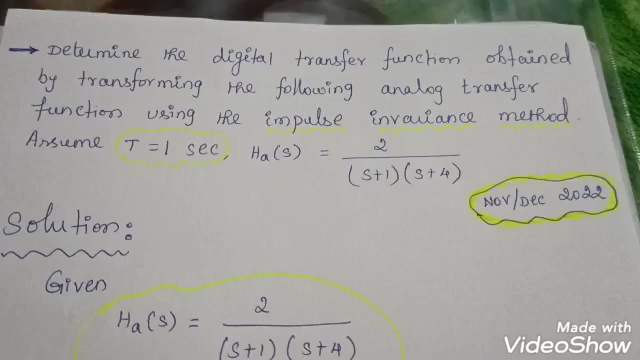 → Determine the digital transfer function obtained
by transforming the following analog transfer
function using the impulse invariance method.
Assume T = 1 sec, Ha(s) = 2 / (s+1)(s+4)
NOV/DEC 2022
Solution:
Given
Ha(s) = 2 / (s+1) (s+4)
Made with
VideoShow